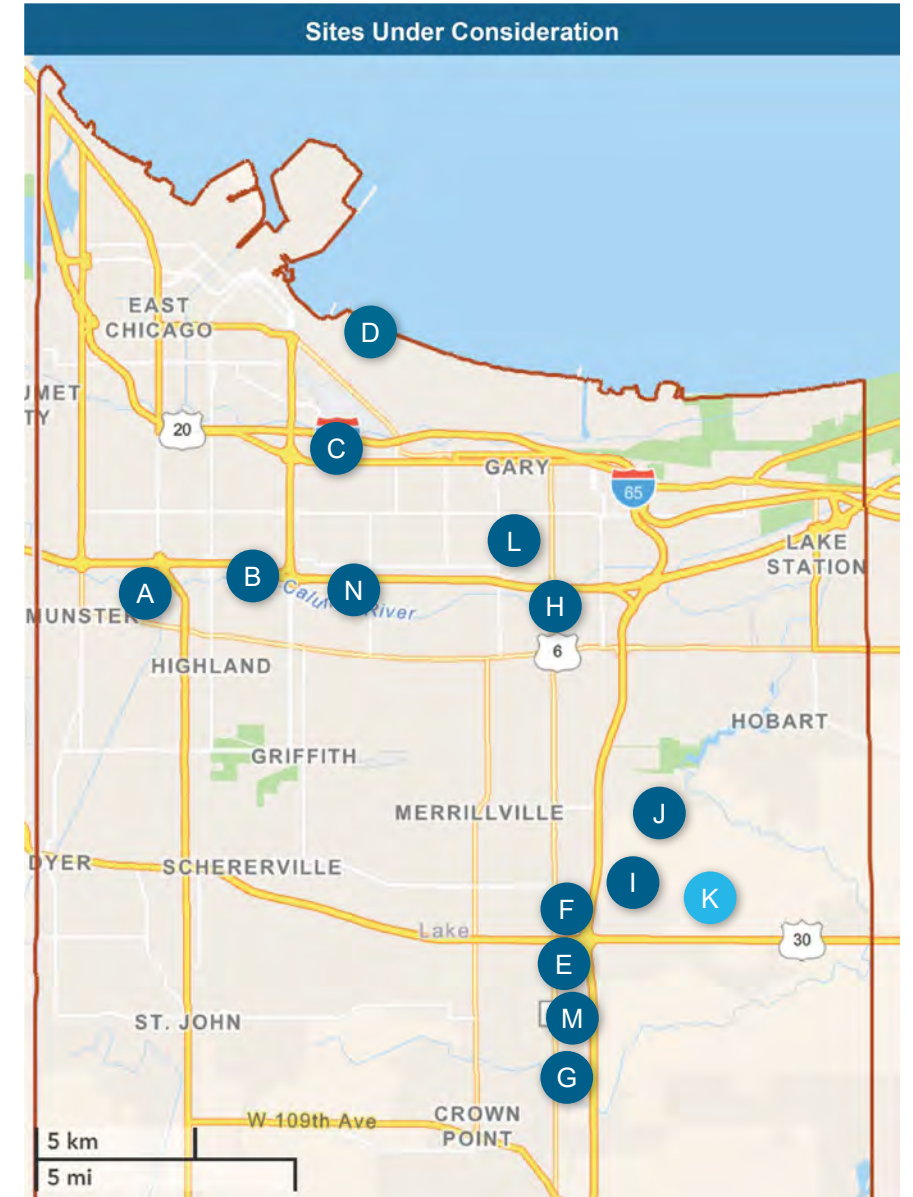 Sites Under Consideration
EAST
CHICAGO
D
UMET
TY
20
C
GARY
65
L
LAKE
STATION
A
B
N
H
River
MUNSTER
6
HIGHLAND
HOBART
GRIFFITH
MERRILLVILLE
J
DYER
SCHERERVILLE
I
K
F
Lake
30
E
ST. JOHN
M
G
W 109th Ave
CROWN
POINT
5 km
5 mi